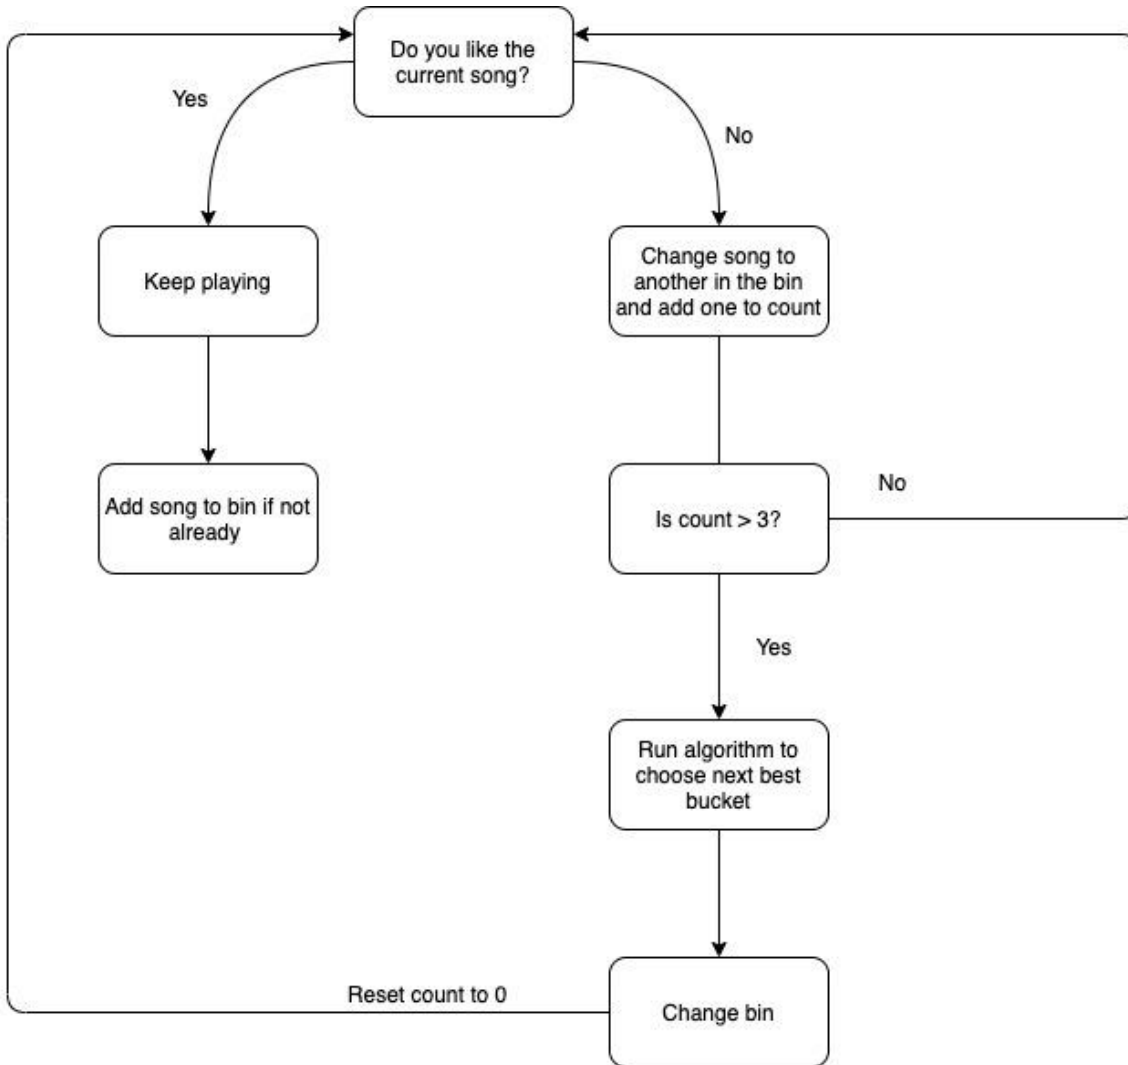 Do you like the
current song?
Yes
No
Keep playing
Change song to
another in the bin
and add one to count
Add song to bin if not
already
Is count > 3?
No
Yes
Run algorithm to
choose next best
bucket
Reset count to 0
Change bin